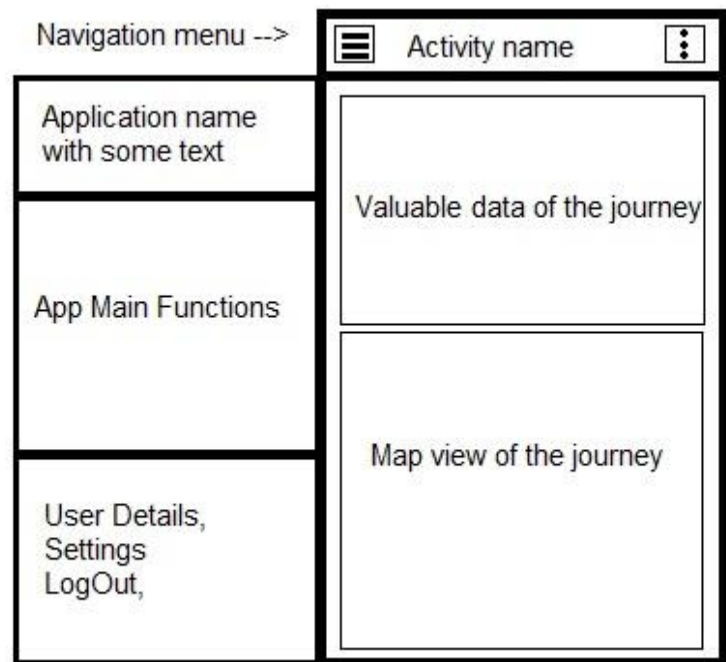 Navigation menu -->
Activity name
Application name
with some text
App Main Functions
User Details,
Settings
LogOut,
Valuable data of the journey
Map view of the journey